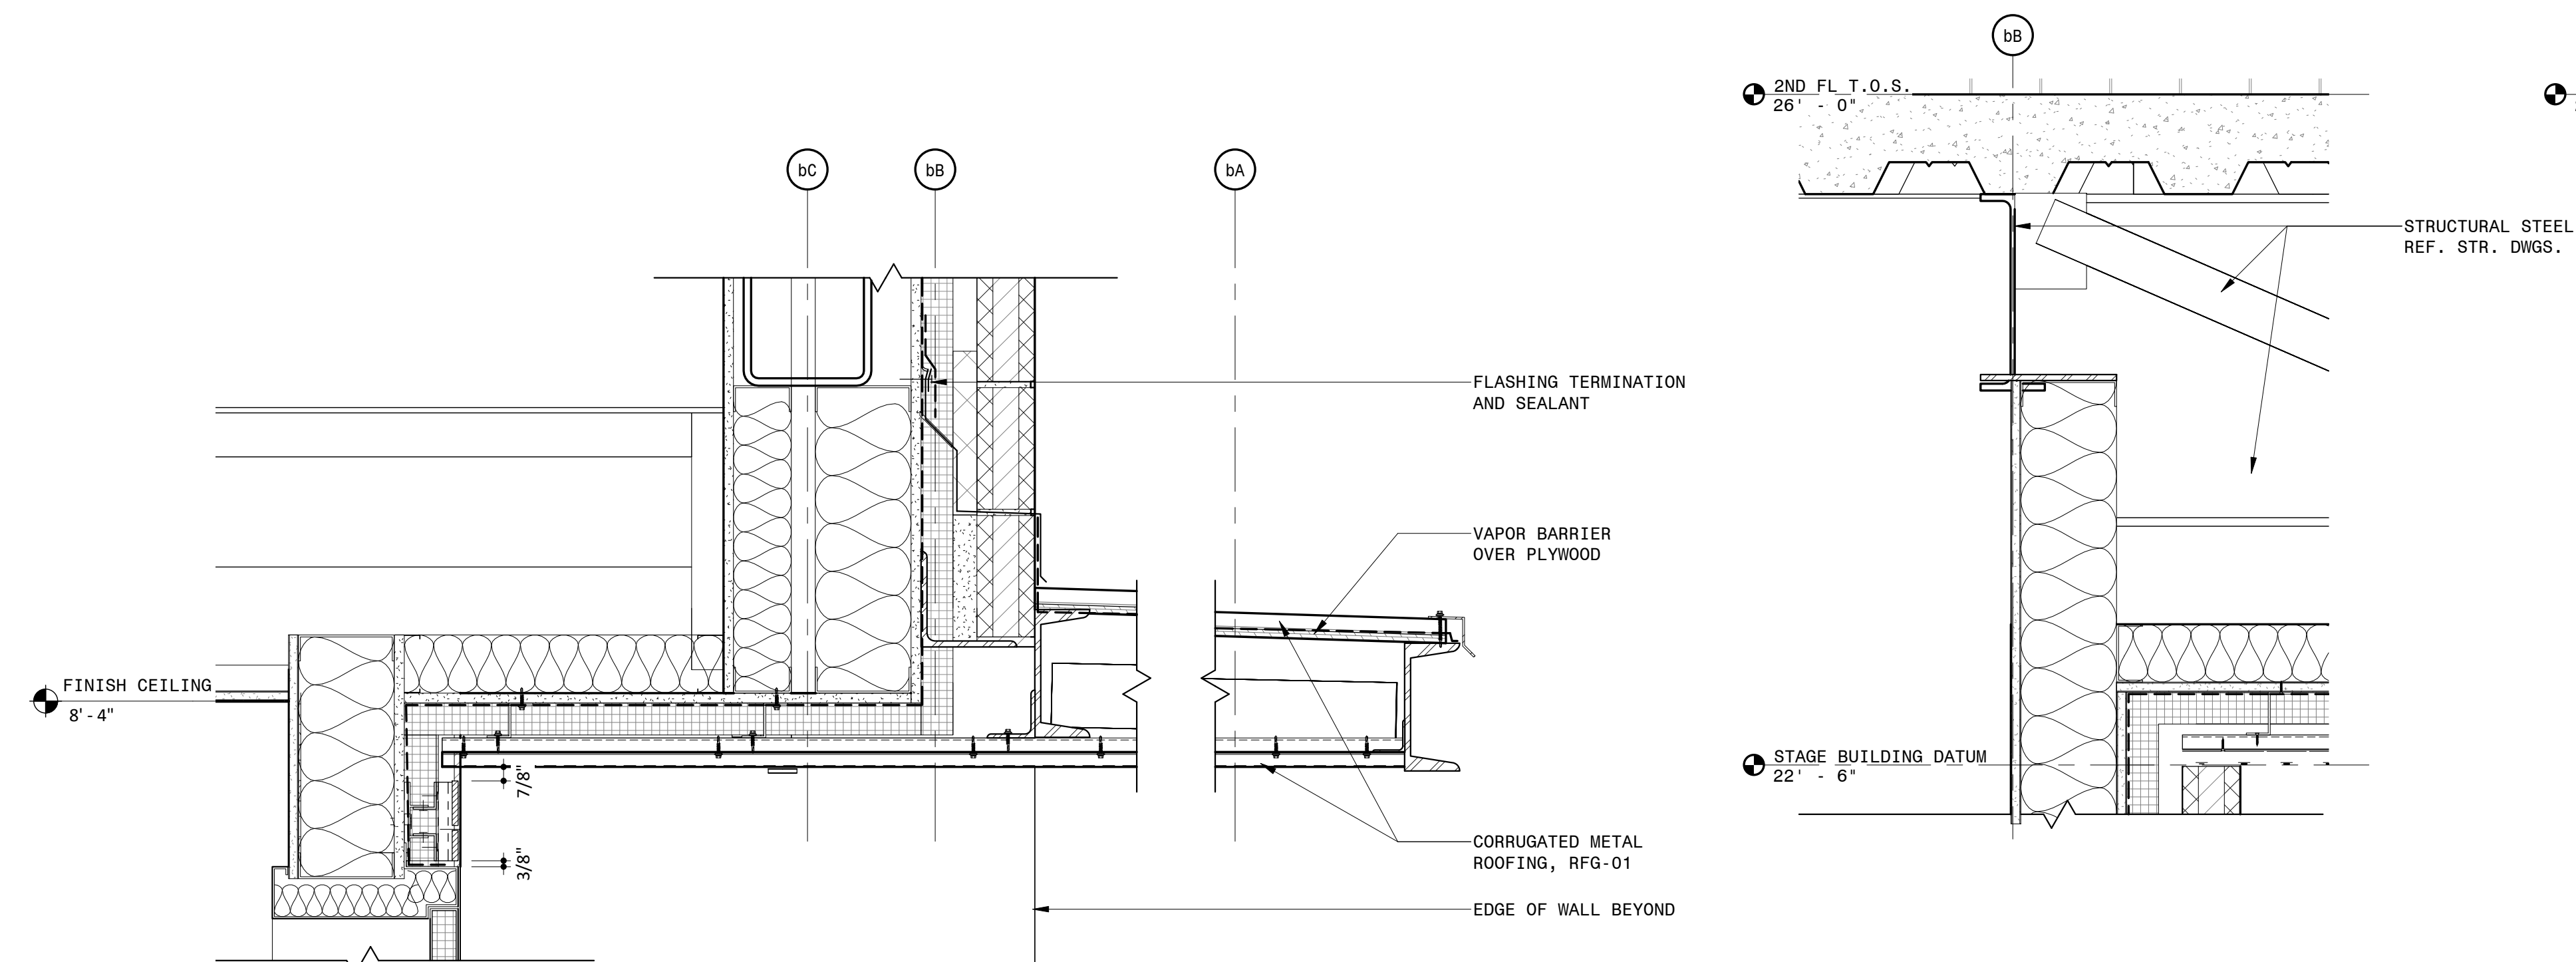 bB
2ND FL T.O.S.
26' - 0"
bC
bB
bA
STRUCTURAL STEEL
REF. STR. DWGS.
FLASHING TERMINATION
AND SEALANT
VAPOR BARRIER
OVER PLYWOOD
FINISH CEILING
8'-4"
STAGE BUILDING DATUM
22' - 6"
7/8"
3/8"
CORRUGATED METAL
ROOFING, RFG-01
EDGE OF WALL BEYOND